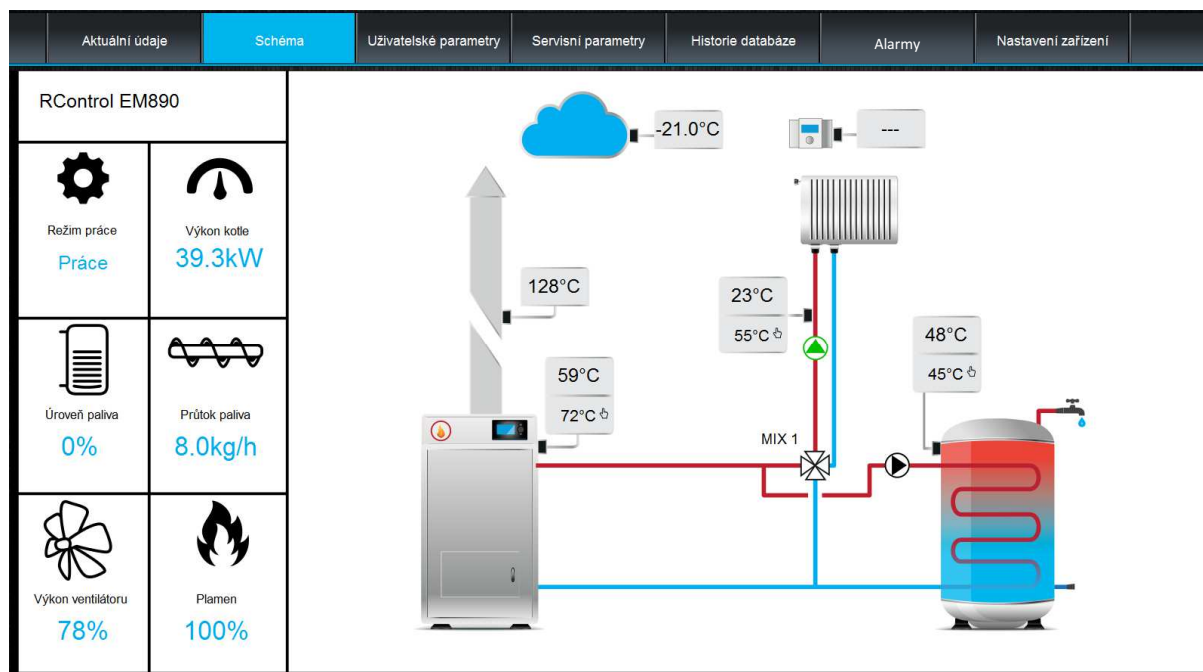 Aktuální údaje
Schéma
Uživatelské parametry
Servisní parametry
Historie databáze
Alarmy
Nastavení zařízení
RControl EM890
Režim práce
Práce
Výkon kotle
39.3kW
Úroveň paliva
0%
Průtok paliva
8.0kg/h
Výkon ventilátoru
78%
Plamen
100%
-21.0°C
---
128°C
23°C
55°C
59°C
72°C
48°C
45°C
MIX 1